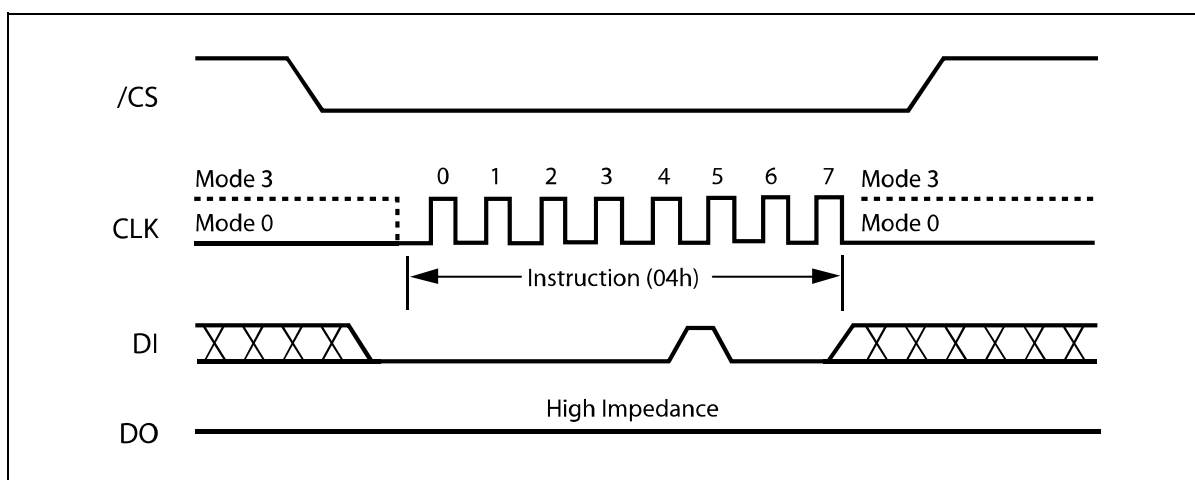 /CS
Mode 3
0 1 2 3 4 5 6 7
Mode 3
CLK
Mode 0
Mode 0
Instruction (04h)
DI
High Impedance
DO